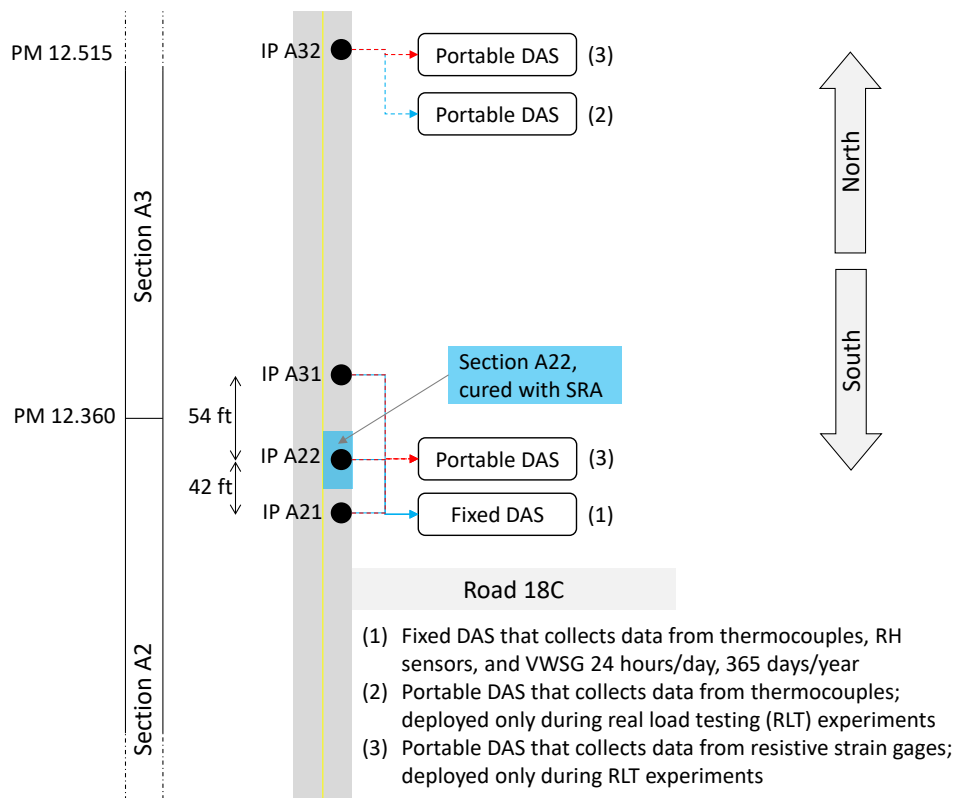 PM 12.515
IP A32
Portable DAS
(3)
Portable DAS
(2)
North
Section A3
South
IP A31
Section A22,
cured with SRA
PM 12.360
54 ft
IP A22
Portable DAS
(3)
42 ft
IP A21
Fixed DAS
(1)
Road 18C
Section A2
(1) Fixed DAS that collects data from thermocouples, RH
sensors, and VWSG 24 hours/day, 365 days/year
(2) Portable DAS that collects data from thermocouples;
deployed only during real load testing (RLT) experiments
(3) Portable DAS that collects data from resistive strain gages;
deployed only during RLT experiments